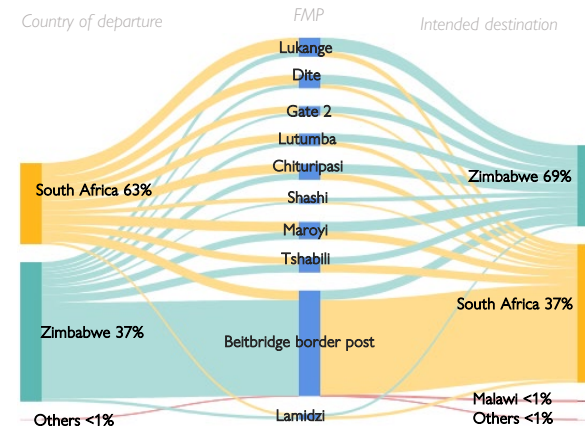 Country of departure
FMP
Intended destination
Lukange
Dite
Gate 2
Lutumba
Chituripasi
Shashi
Maroyi
Tshabili
Beitbridge border post
Lamidzi
South Africa 63%
Zimbabwe 37%
Others <1%
Zimbabwe 69%
South Africa 37%
Malawi <1%
Others <1%